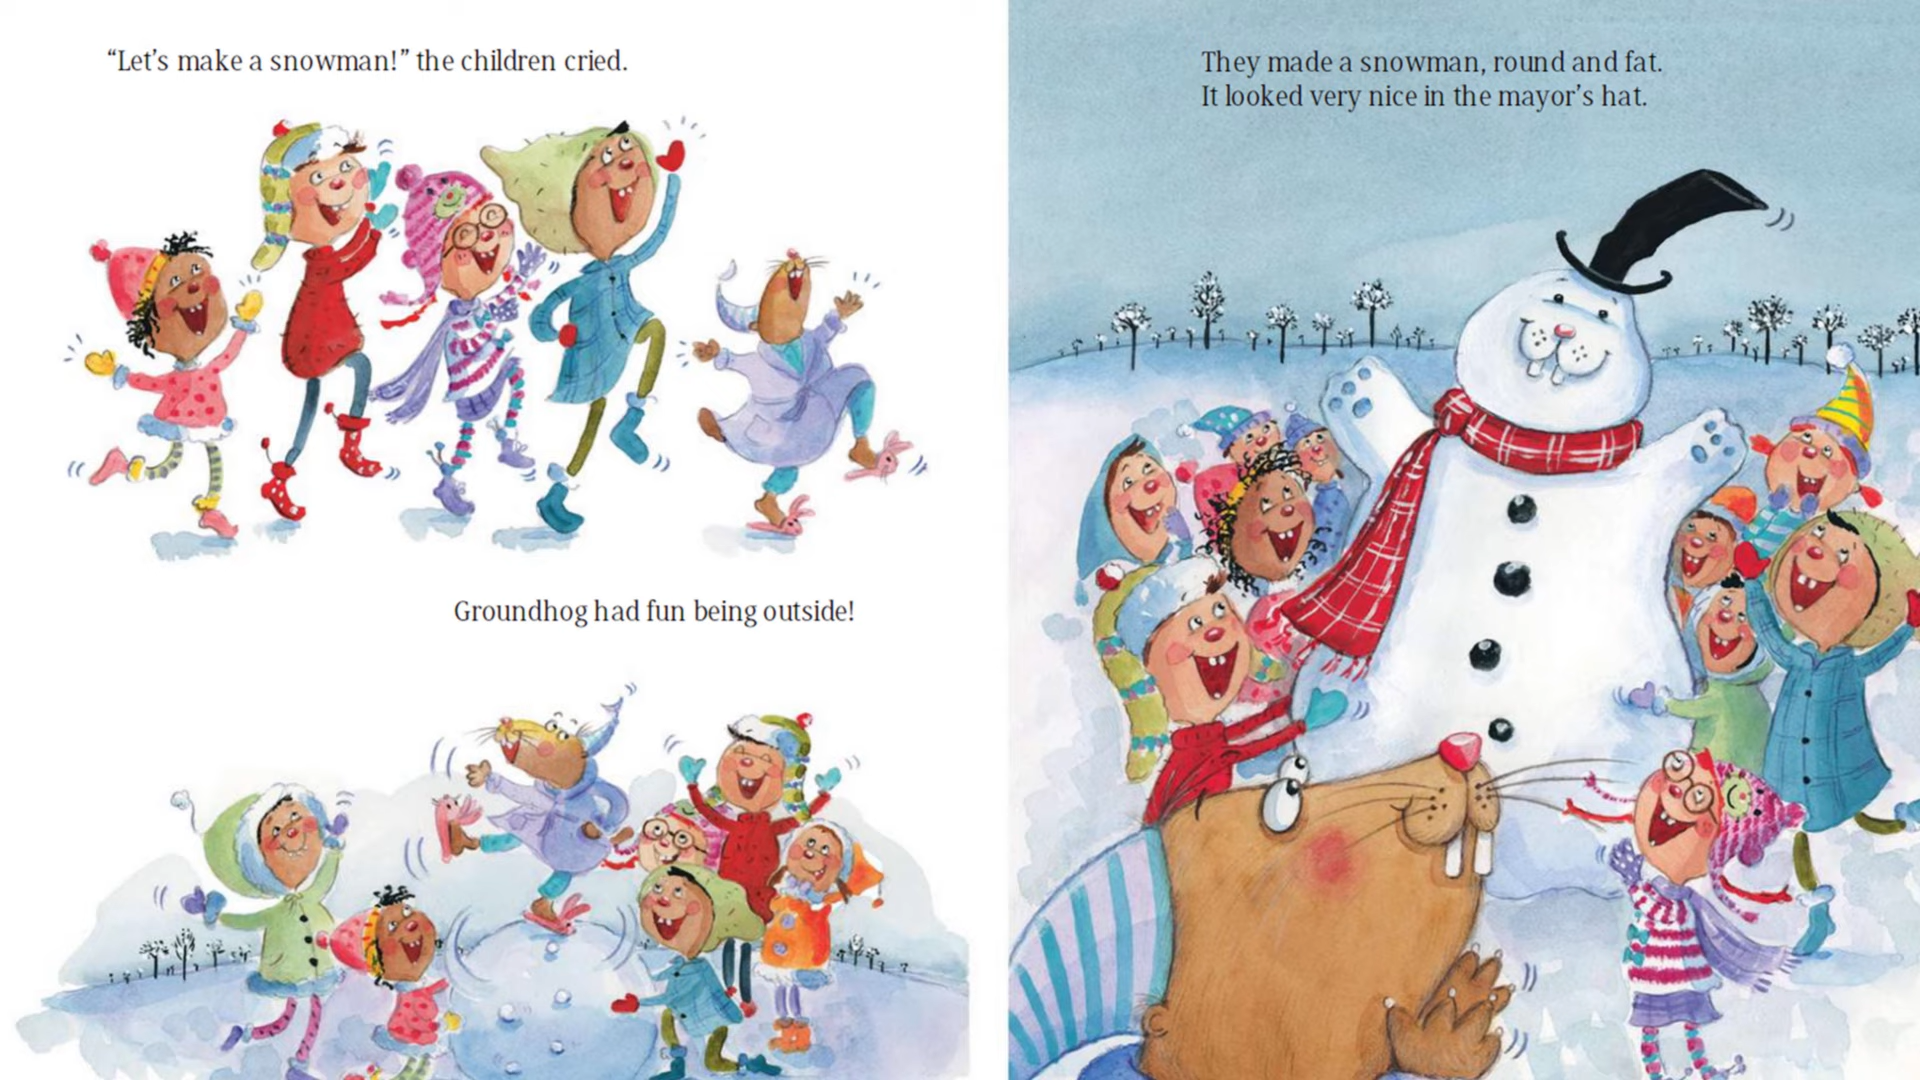 “Let’s make a snowman!” the children cried.
Groundhog had fun being outside!
They made a snowman, round and fat.
It looked very nice in the mayor’s hat.